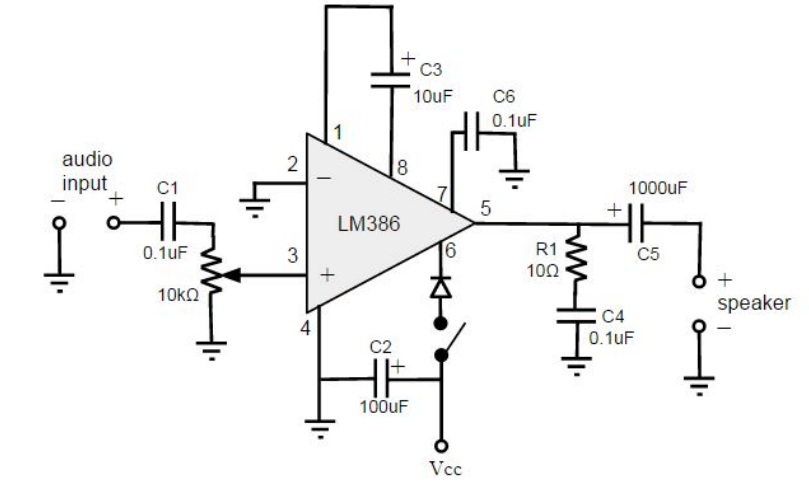 1
+
C3
10uF
C6
0.1uF
audio
input
−
+
C1
0.1uF
10kΩ
2
−
8
7
LM386
5
6
3
+
4
C2
+
100uF
Vcc
R1
10Ω
C4
0.1uF
1000uF
+
C5
+
speaker
−